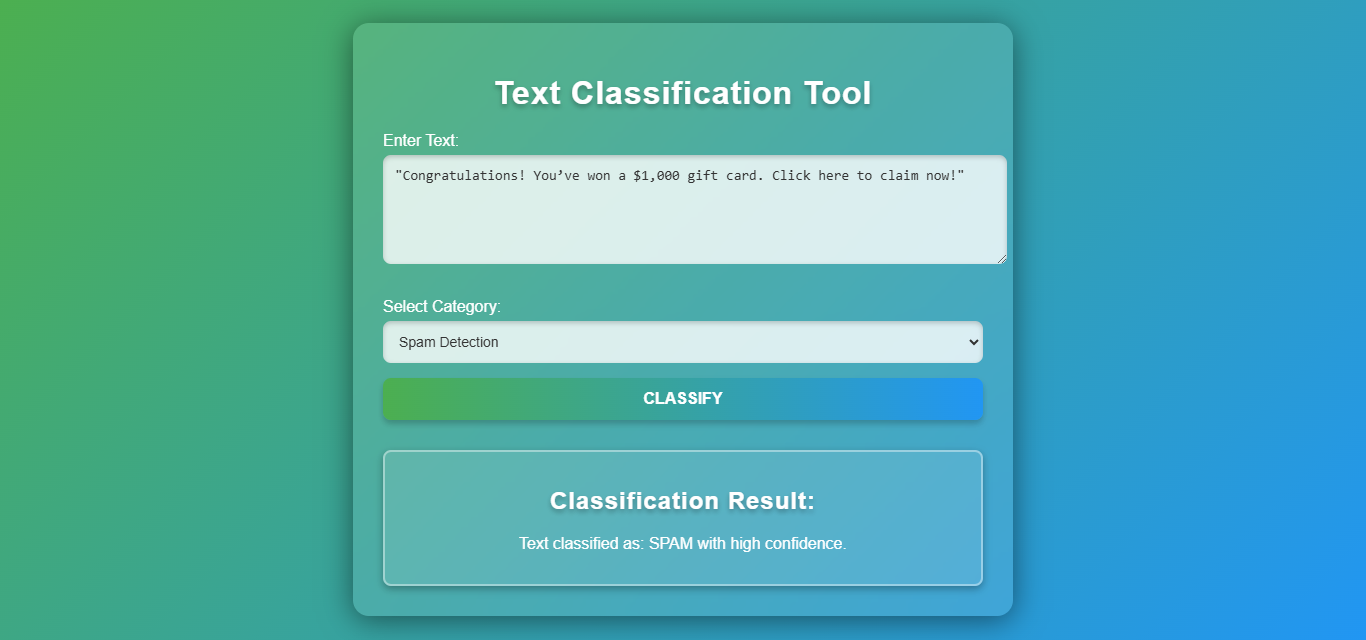 Text Classification Tool
Enter Text:
"Congratulations! You’ve won a $1,000 gift card. Click here to claim now!"
Select Category:
Spam Detection
CLASSIFY
Classification Result:
Text classified as: SPAM with high confidence.